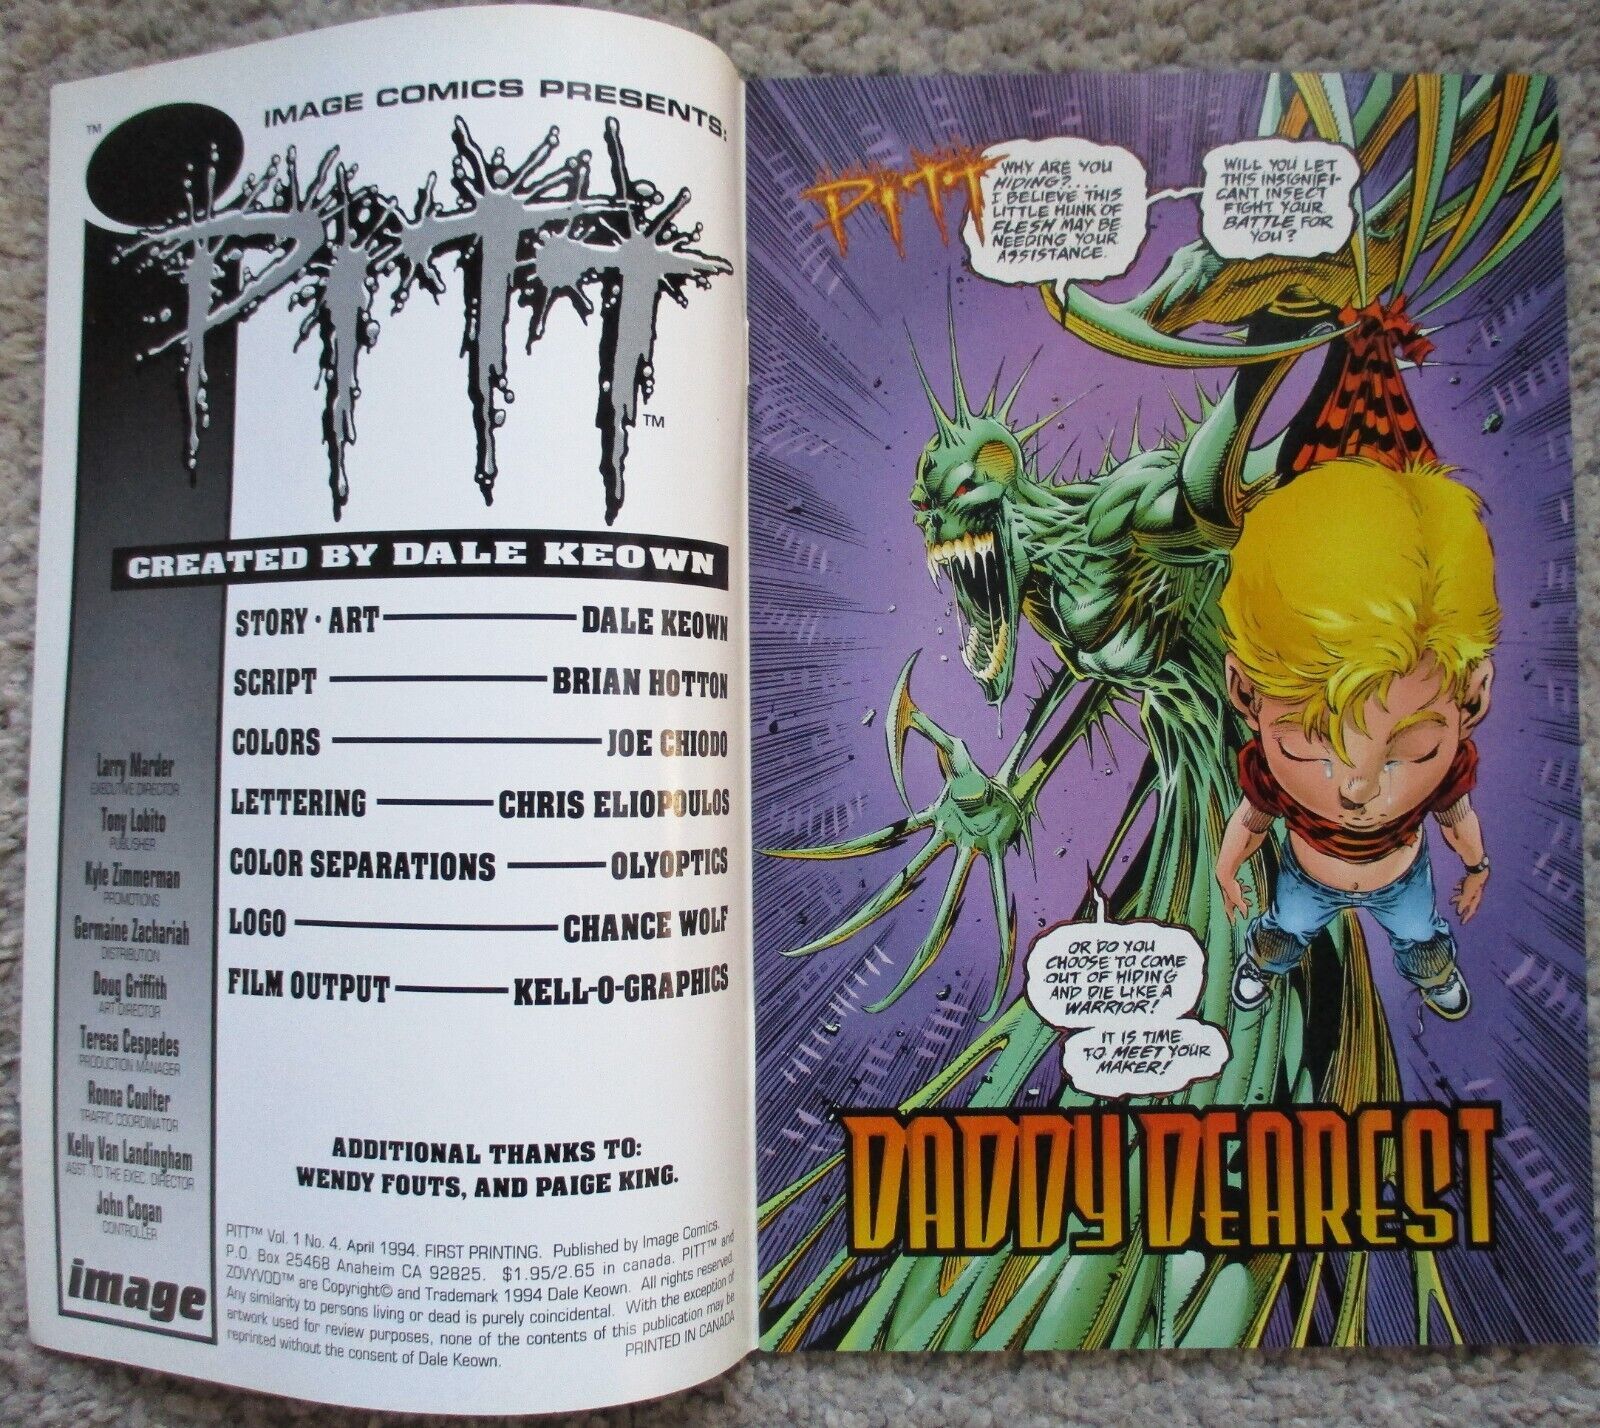 IMAGE COMICS PRESENTS:
TM
PITT
TM
CREATED BY DALE KEOWN
STORY · ART DALE KEOWN
SCRIPT BRIAN HOTTON
COLORS JOE CHIODO
LETTERING CHRIS ELIOPOULOS
COLOR SEPARATIONS OLYOPTICS
LOGO CHANCE WOLF
FILM OUTPUT KELL-O-GRAPHICS
Larry Marder
EXECUTIVE DIRECTOR
Tony Lobito
PUBLISHER
Kyle Zimmerman
PROMOTIONS
Germaine Zachariah
DISTRIBUTION
Doug Griffith
ART DIRECTOR
Teresa Cespedes
PRODUCTION MANAGER
Ronna Coulter
TRAFFIC COORDINATOR
Kelly Van Landingham
ASST. TO THE EXEC. DIRECTOR
John Cogan
CONTROLLER
image
ADDITIONAL THANKS TO:
WENDY FOUTS, AND PAIGE KING.
PITT™ Vol. 1 No. 4. April 1994. FIRST PRINTING. Published by Image Comics.
P.O. Box 25468 Anaheim CA 92825. $1.95/2.65 in canada. PITT™ and
ZOVYVOD™ are Copyright© and Trademark 1994 Dale Keown. All rights reserved.
Any similarity to persons living or dead is purely coincidental. With the exception of
artwork used for review purposes, none of the contents of this publication may be
reprinted without the consent of Dale Keown. PRINTED IN CANADA
PITT
WHY ARE YOU
HIDING?...
I BELIEVE THIS
LITTLE HUNK OF
FLESH MAY BE
NEEDING YOUR
ASSISTANCE.
WILL YOU LET
THIS INSIGNIFI-
CANT INSECT
FIGHT YOUR
BATTLE FOR
YOU?
OR DO YOU
CHOOSE TO COME
OUT OF HIDING
AND DIE LIKE A
WARRIOR!
IT IS TIME
TO MEET YOUR
MAKER!
DADDY DEAREST